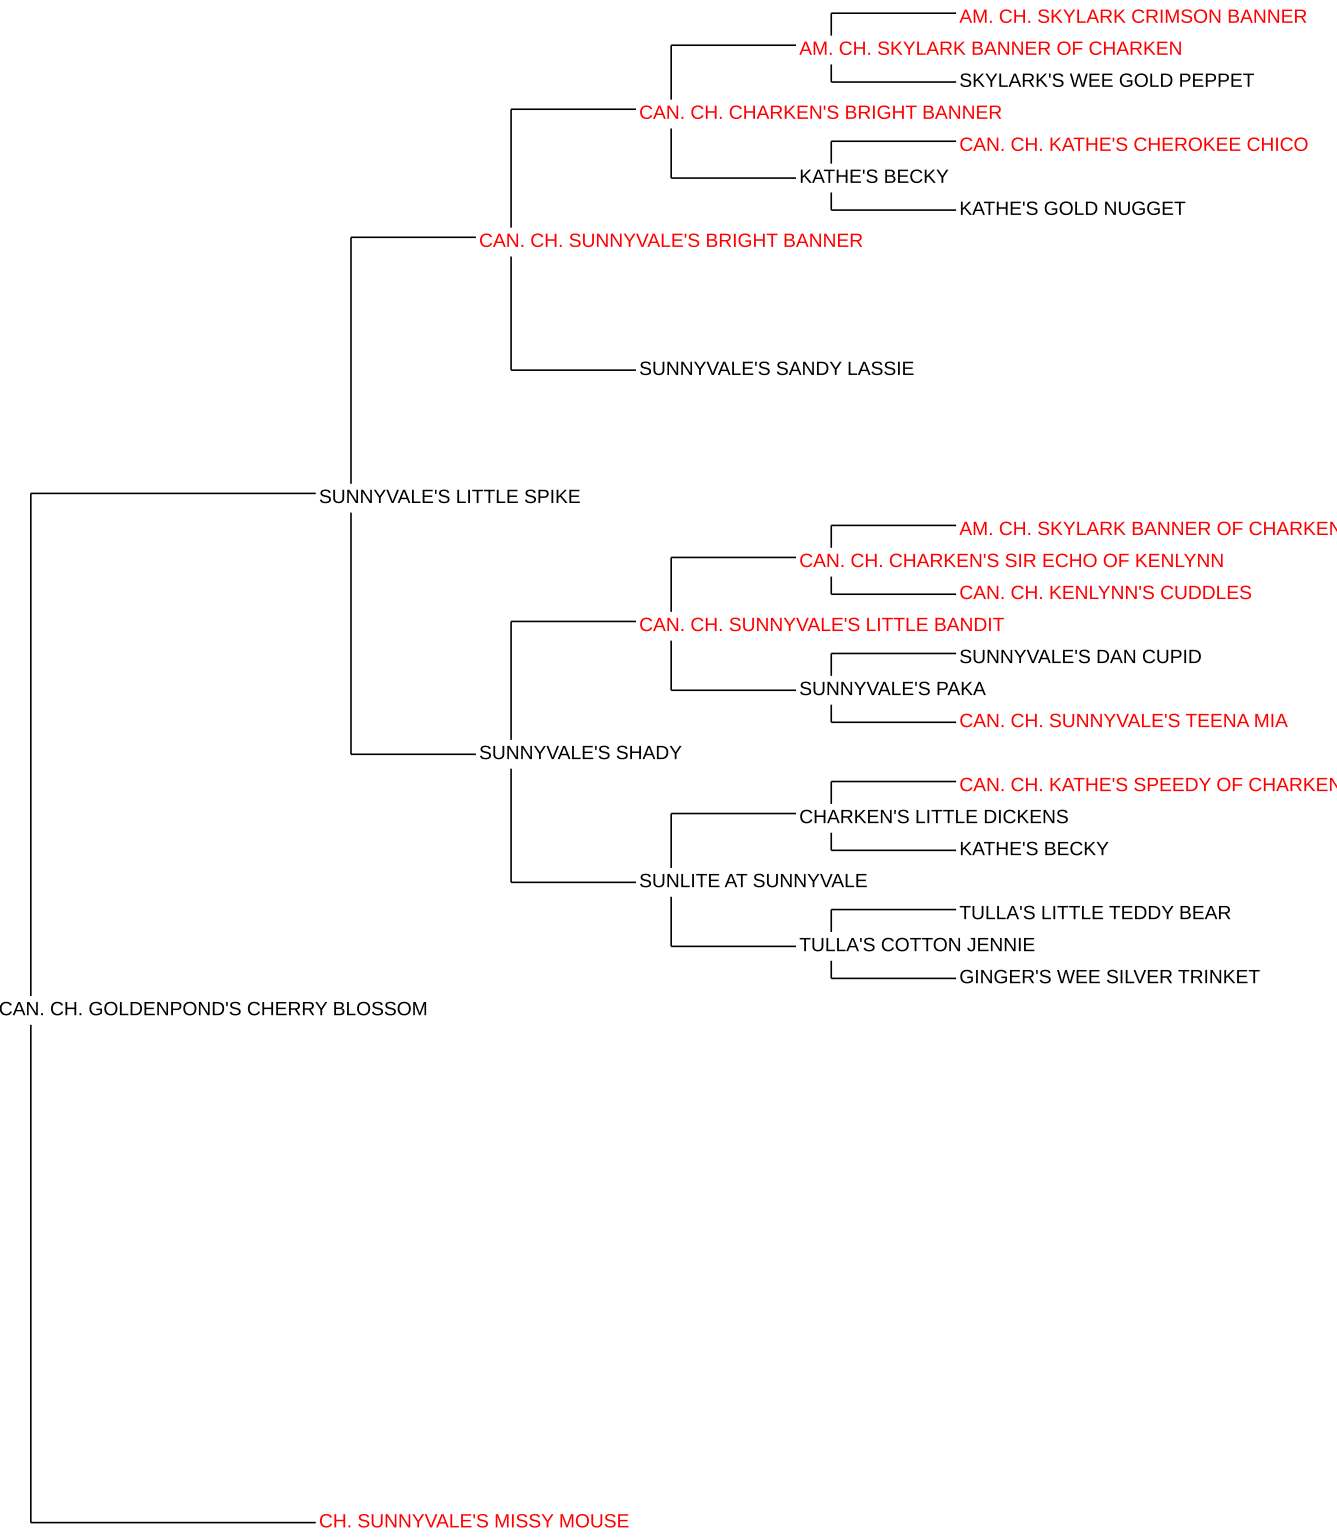 AM. CH. SKYLARK CRIMSON BANNER
AM. CH. SKYLARK BANNER OF CHARKEN
SKYLARK'S WEE GOLD PEPPET
CAN. CH. CHARKEN'S BRIGHT BANNER
CAN. CH. KATHE'S CHEROKEE CHICO
KATHE'S BECKY
KATHE'S GOLD NUGGET
CAN. CH. SUNNYVALE'S BRIGHT BANNER
SUNNYVALE'S SANDY LASSIE
SUNNYVALE'S LITTLE SPIKE
AM. CH. SKYLARK BANNER OF CHARKEN
CAN. CH. CHARKEN'S SIR ECHO OF KENLYNN
CAN. CH. KENLYNN'S CUDDLES
CAN. CH. SUNNYVALE'S LITTLE BANDIT
SUNNYVALE'S DAN CUPID
SUNNYVALE'S PAKA
CAN. CH. SUNNYVALE'S TEENA MIA
SUNNYVALE'S SHADY
CAN. CH. KATHE'S SPEEDY OF CHARKEN
CHARKEN'S LITTLE DICKENS
KATHE'S BECKY
SUNLITE AT SUNNYVALE
TULLA'S LITTLE TEDDY BEAR
TULLA'S COTTON JENNIE
GINGER'S WEE SILVER TRINKET
CAN. CH. GOLDENPOND'S CHERRY BLOSSOM
CH. SUNNYVALE'S MISSY MOUSE